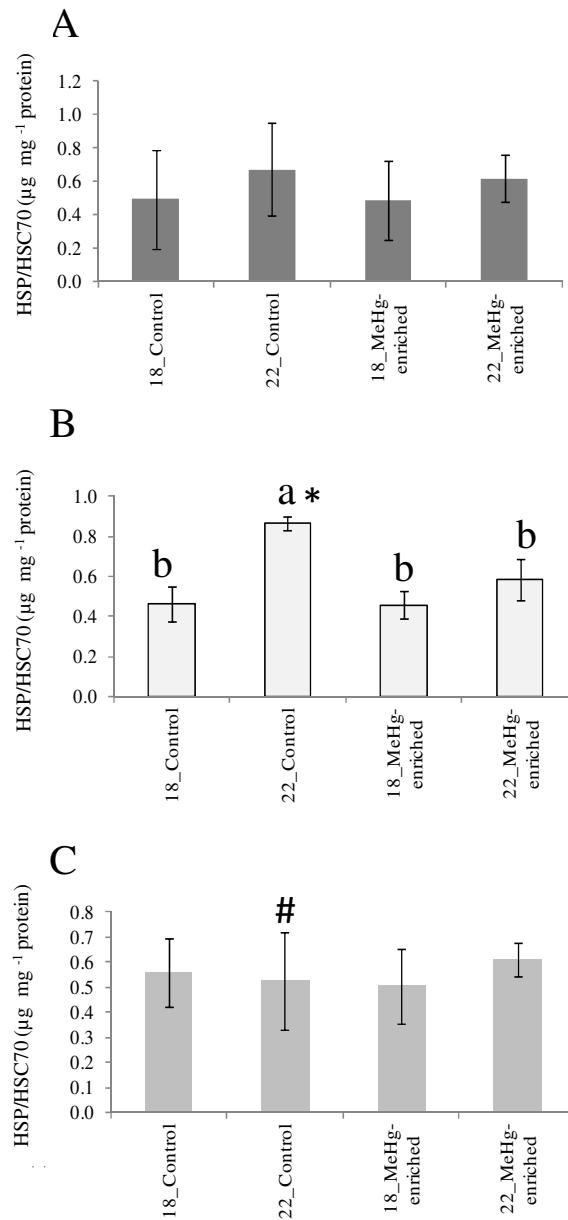 A
HSP/HSC70 (µg mg ⁻¹ protein)
1.2
1.0
0.8
0.6
0.4
0.2
0.0
18_Control
22_Control
18_MeHg-
enriched
22_MeHg-
enriched
B
HSP/HSC70 (µg mg ⁻¹ protein)
1.0
0.8
0.6
0.4
0.2
0.0
b
a *
b
b
18_Control
22_Control
18_MeHg-
enriched
22_MeHg-
enriched
C
HSP/HSC70 (µg mg ⁻¹ protein)
0.8
0.7
0.6
0.5
0.4
0.3
0.2
0.1
0.0
#
18_Control
22_Control
18_MeHg-
enriched
22_MeHg-
enriched